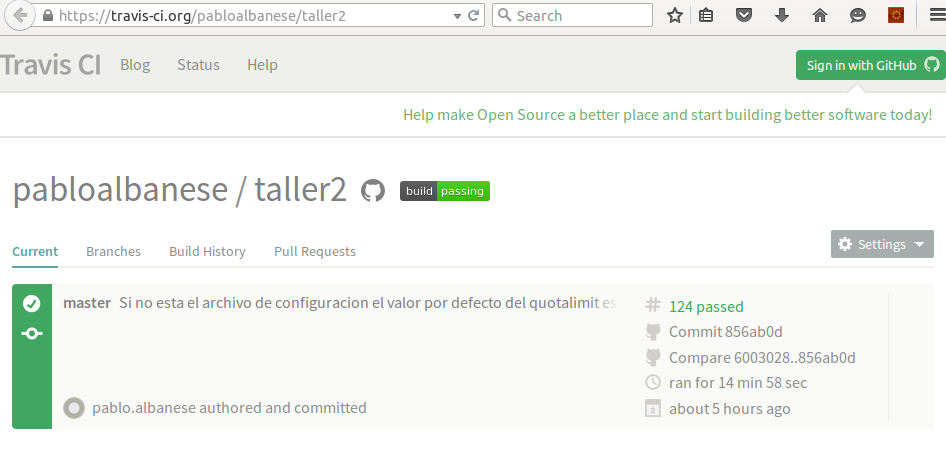 https://travis-ci.org/pabloalbanese/taller2
Search
Travis CI Blog Status Help Sign in with GitHub
Help make Open Source a better place and start building better software today!
pabloalbanese / taller2 build passing
Current Branches Build History Pull Requests Settings
master Si no esta el archivo de configuracion el valor por defecto del quotalimit es
124 passed
Commit 856ab0d
Compare 6003028..856ab0d
ran for 14 min 58 sec
pablo.albanese authored and committed
about 5 hours ago